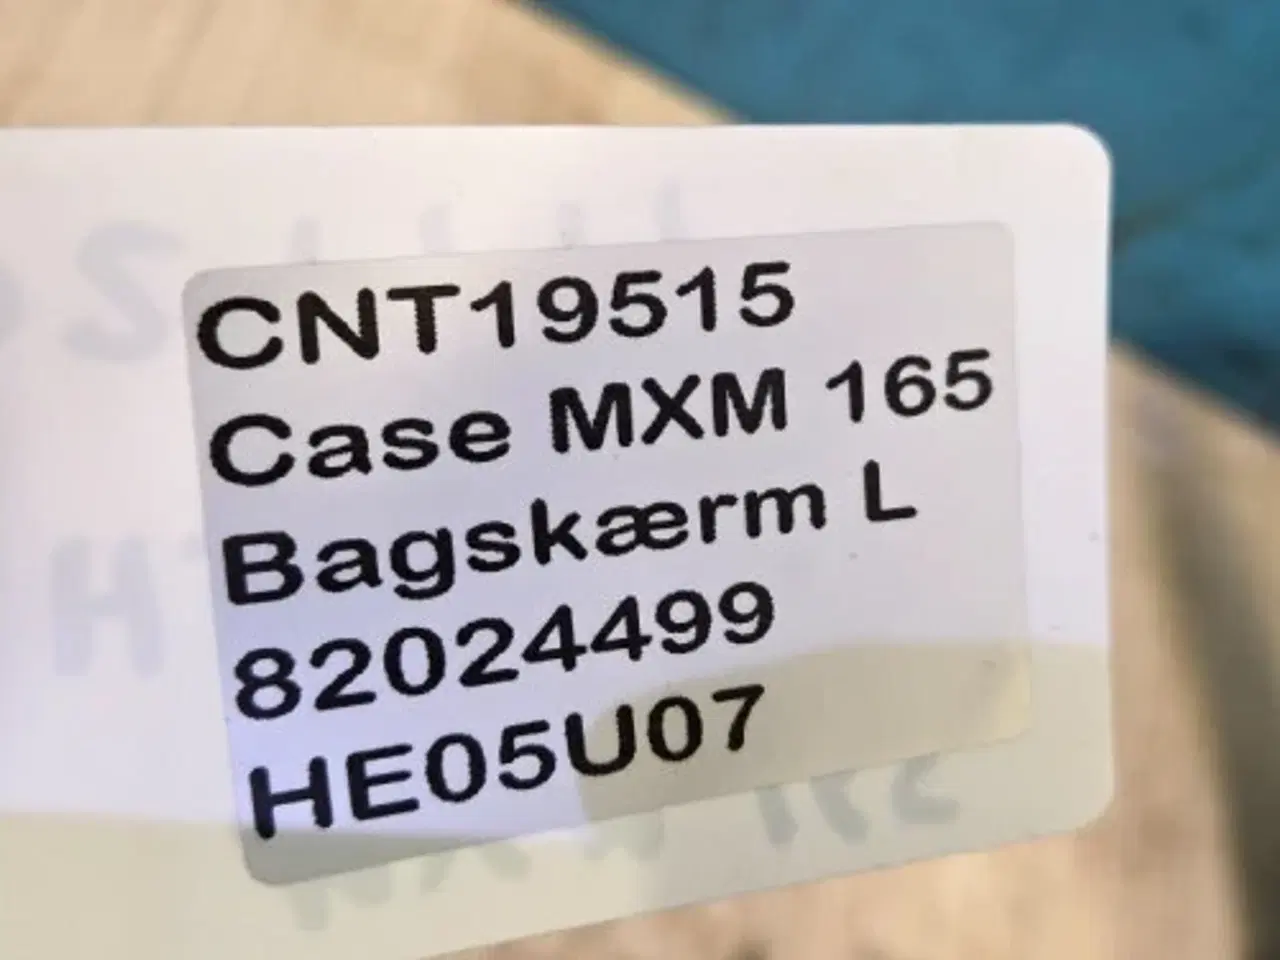 CNT19515
Case MXM 165
Bagskærm L
82024499
HE05U07